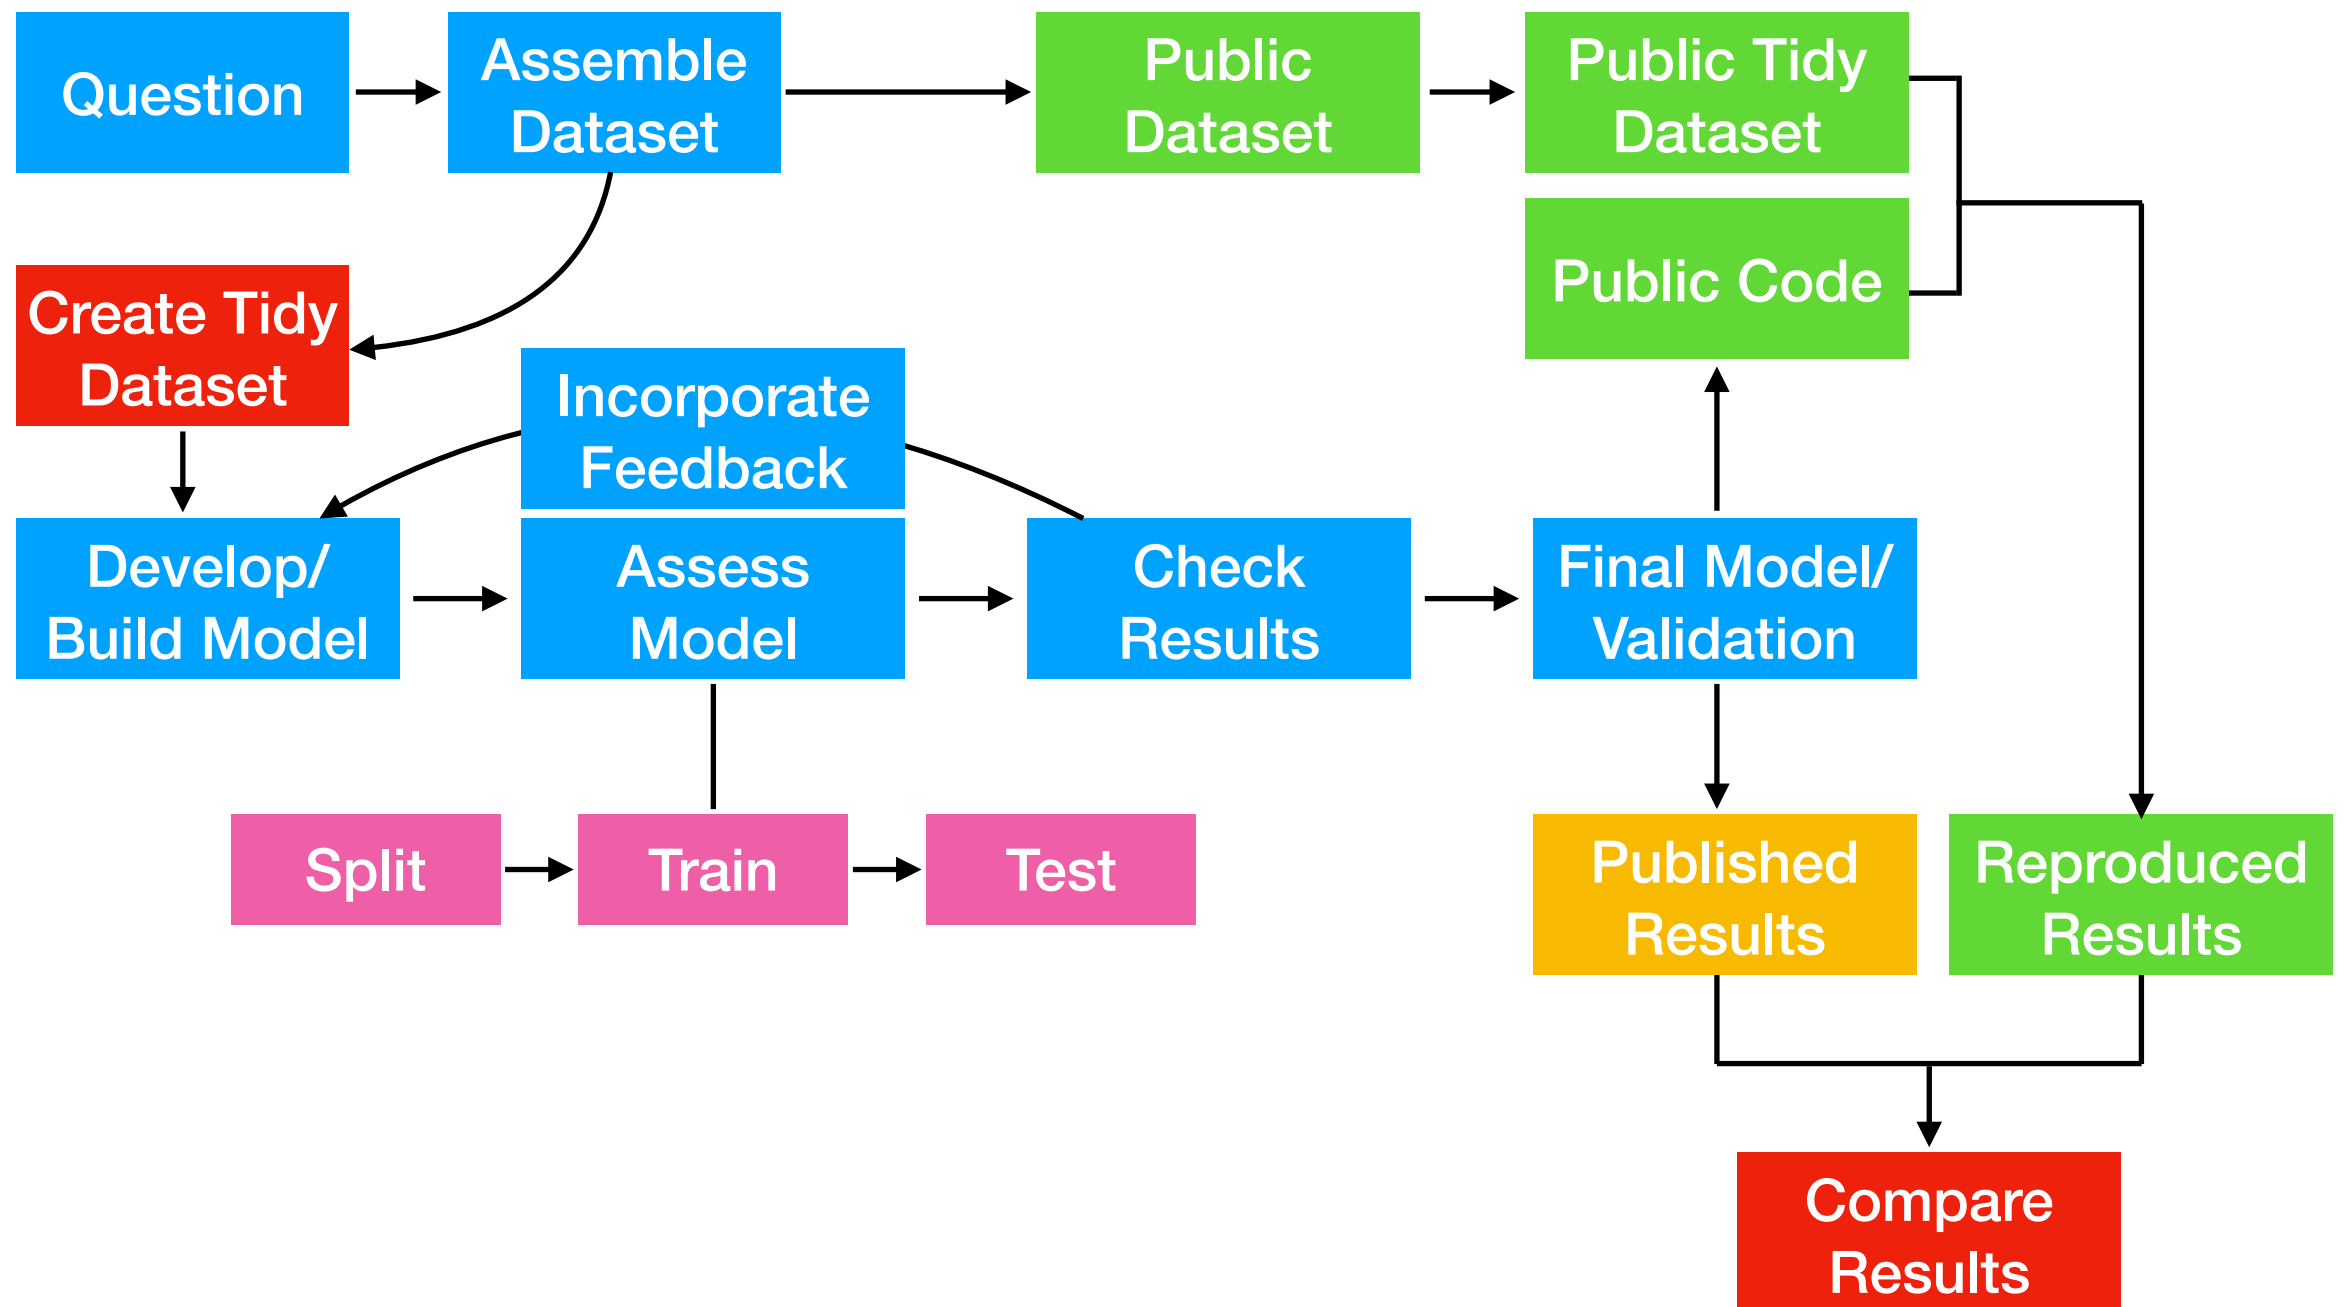 Question
Assemble
Dataset
Public
Dataset
Public Tidy
Dataset
Public Code
Create Tidy
Dataset
Incorporate
Feedback
Develop/
Build Model
Assess
Model
Check
Results
Final Model/
Validation
Split
Train
Test
Published
Results
Reproduced
Results
Compare
Results